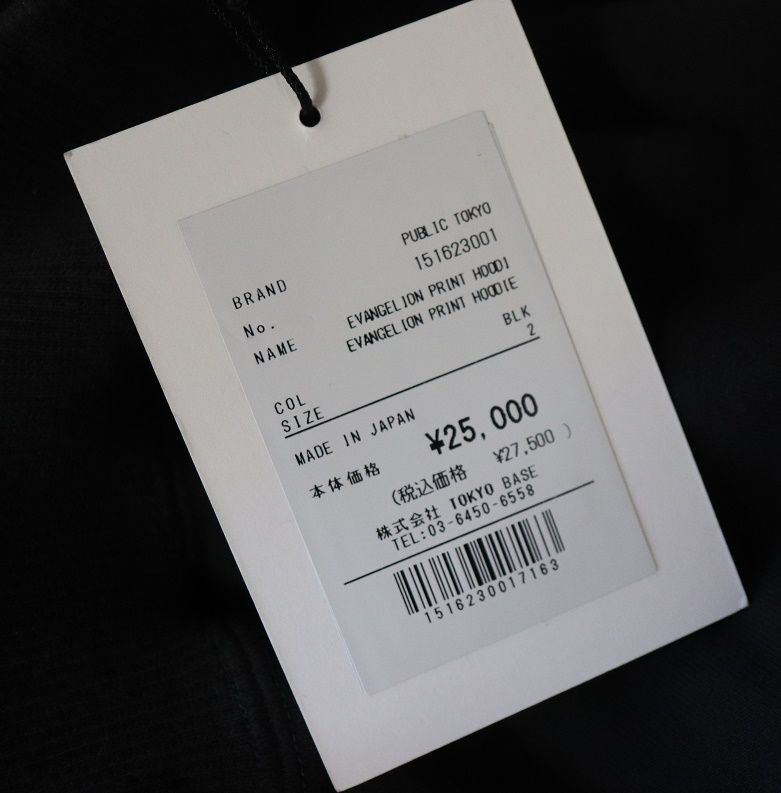 BRAND PUBLIC TOKYO
No. 151623001
NAME EVANGELION PRINT HOODI
EVANGELION PRINT HOODIE
COL BLK
SIZE 2
MADE IN JAPAN
本体価格 ¥25,000
(税込価格 ¥27,500 )
株式会社 TOKYO BASE
TEL:03-6450-6558
1516230017163